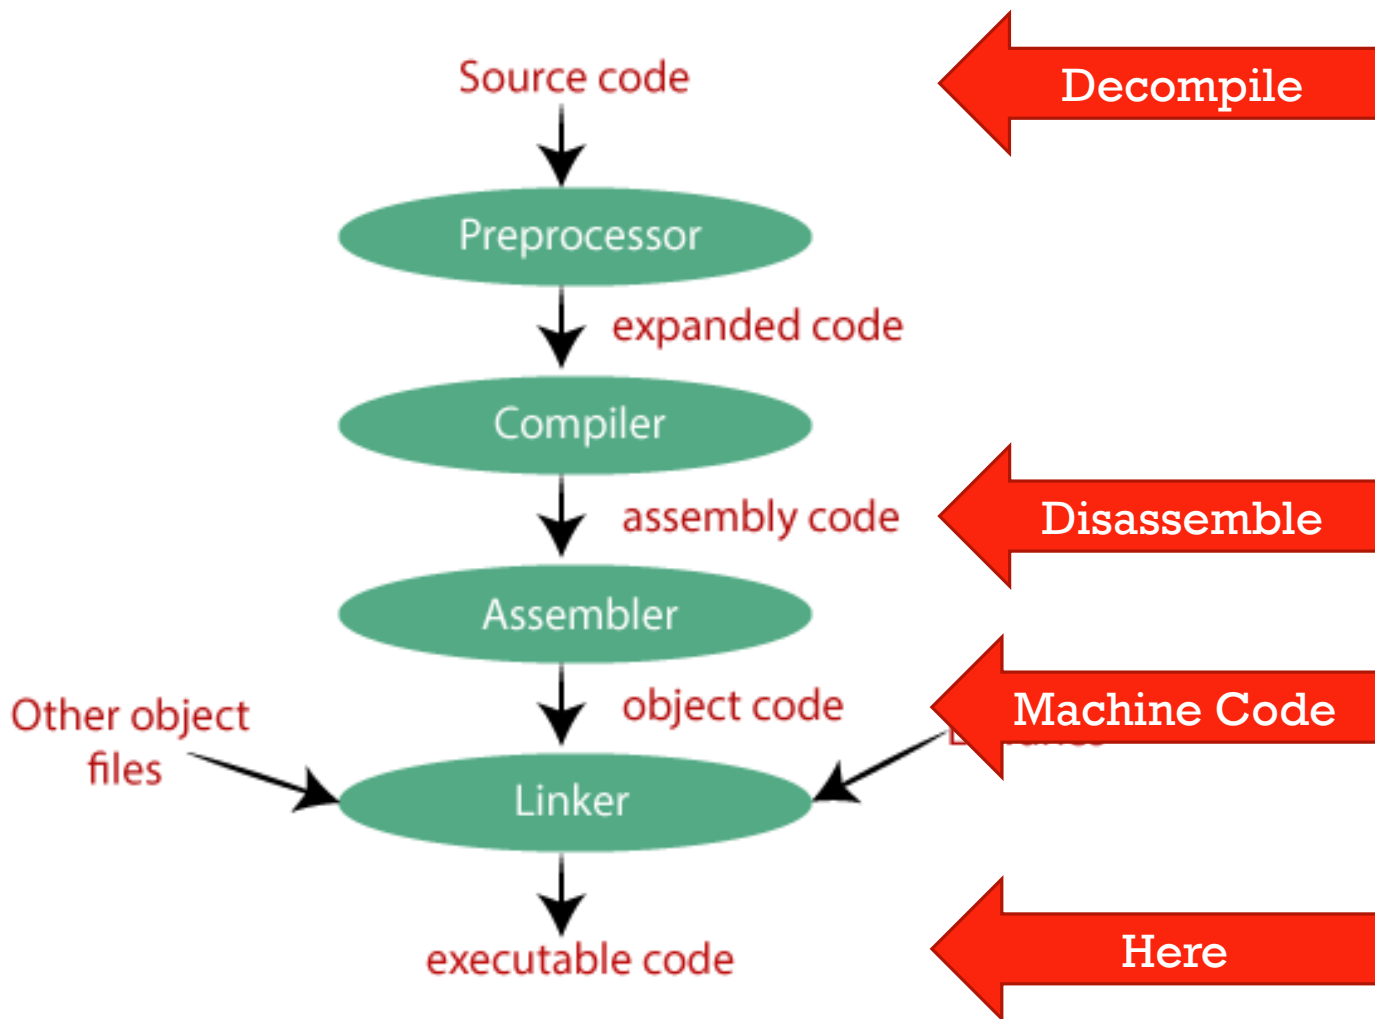 Source code
Decompile
Preprocessor
expanded code
Compiler
assembly code
Disassemble
Assembler
Other object
files
object code
Machine Code
Linker
executable code
Here